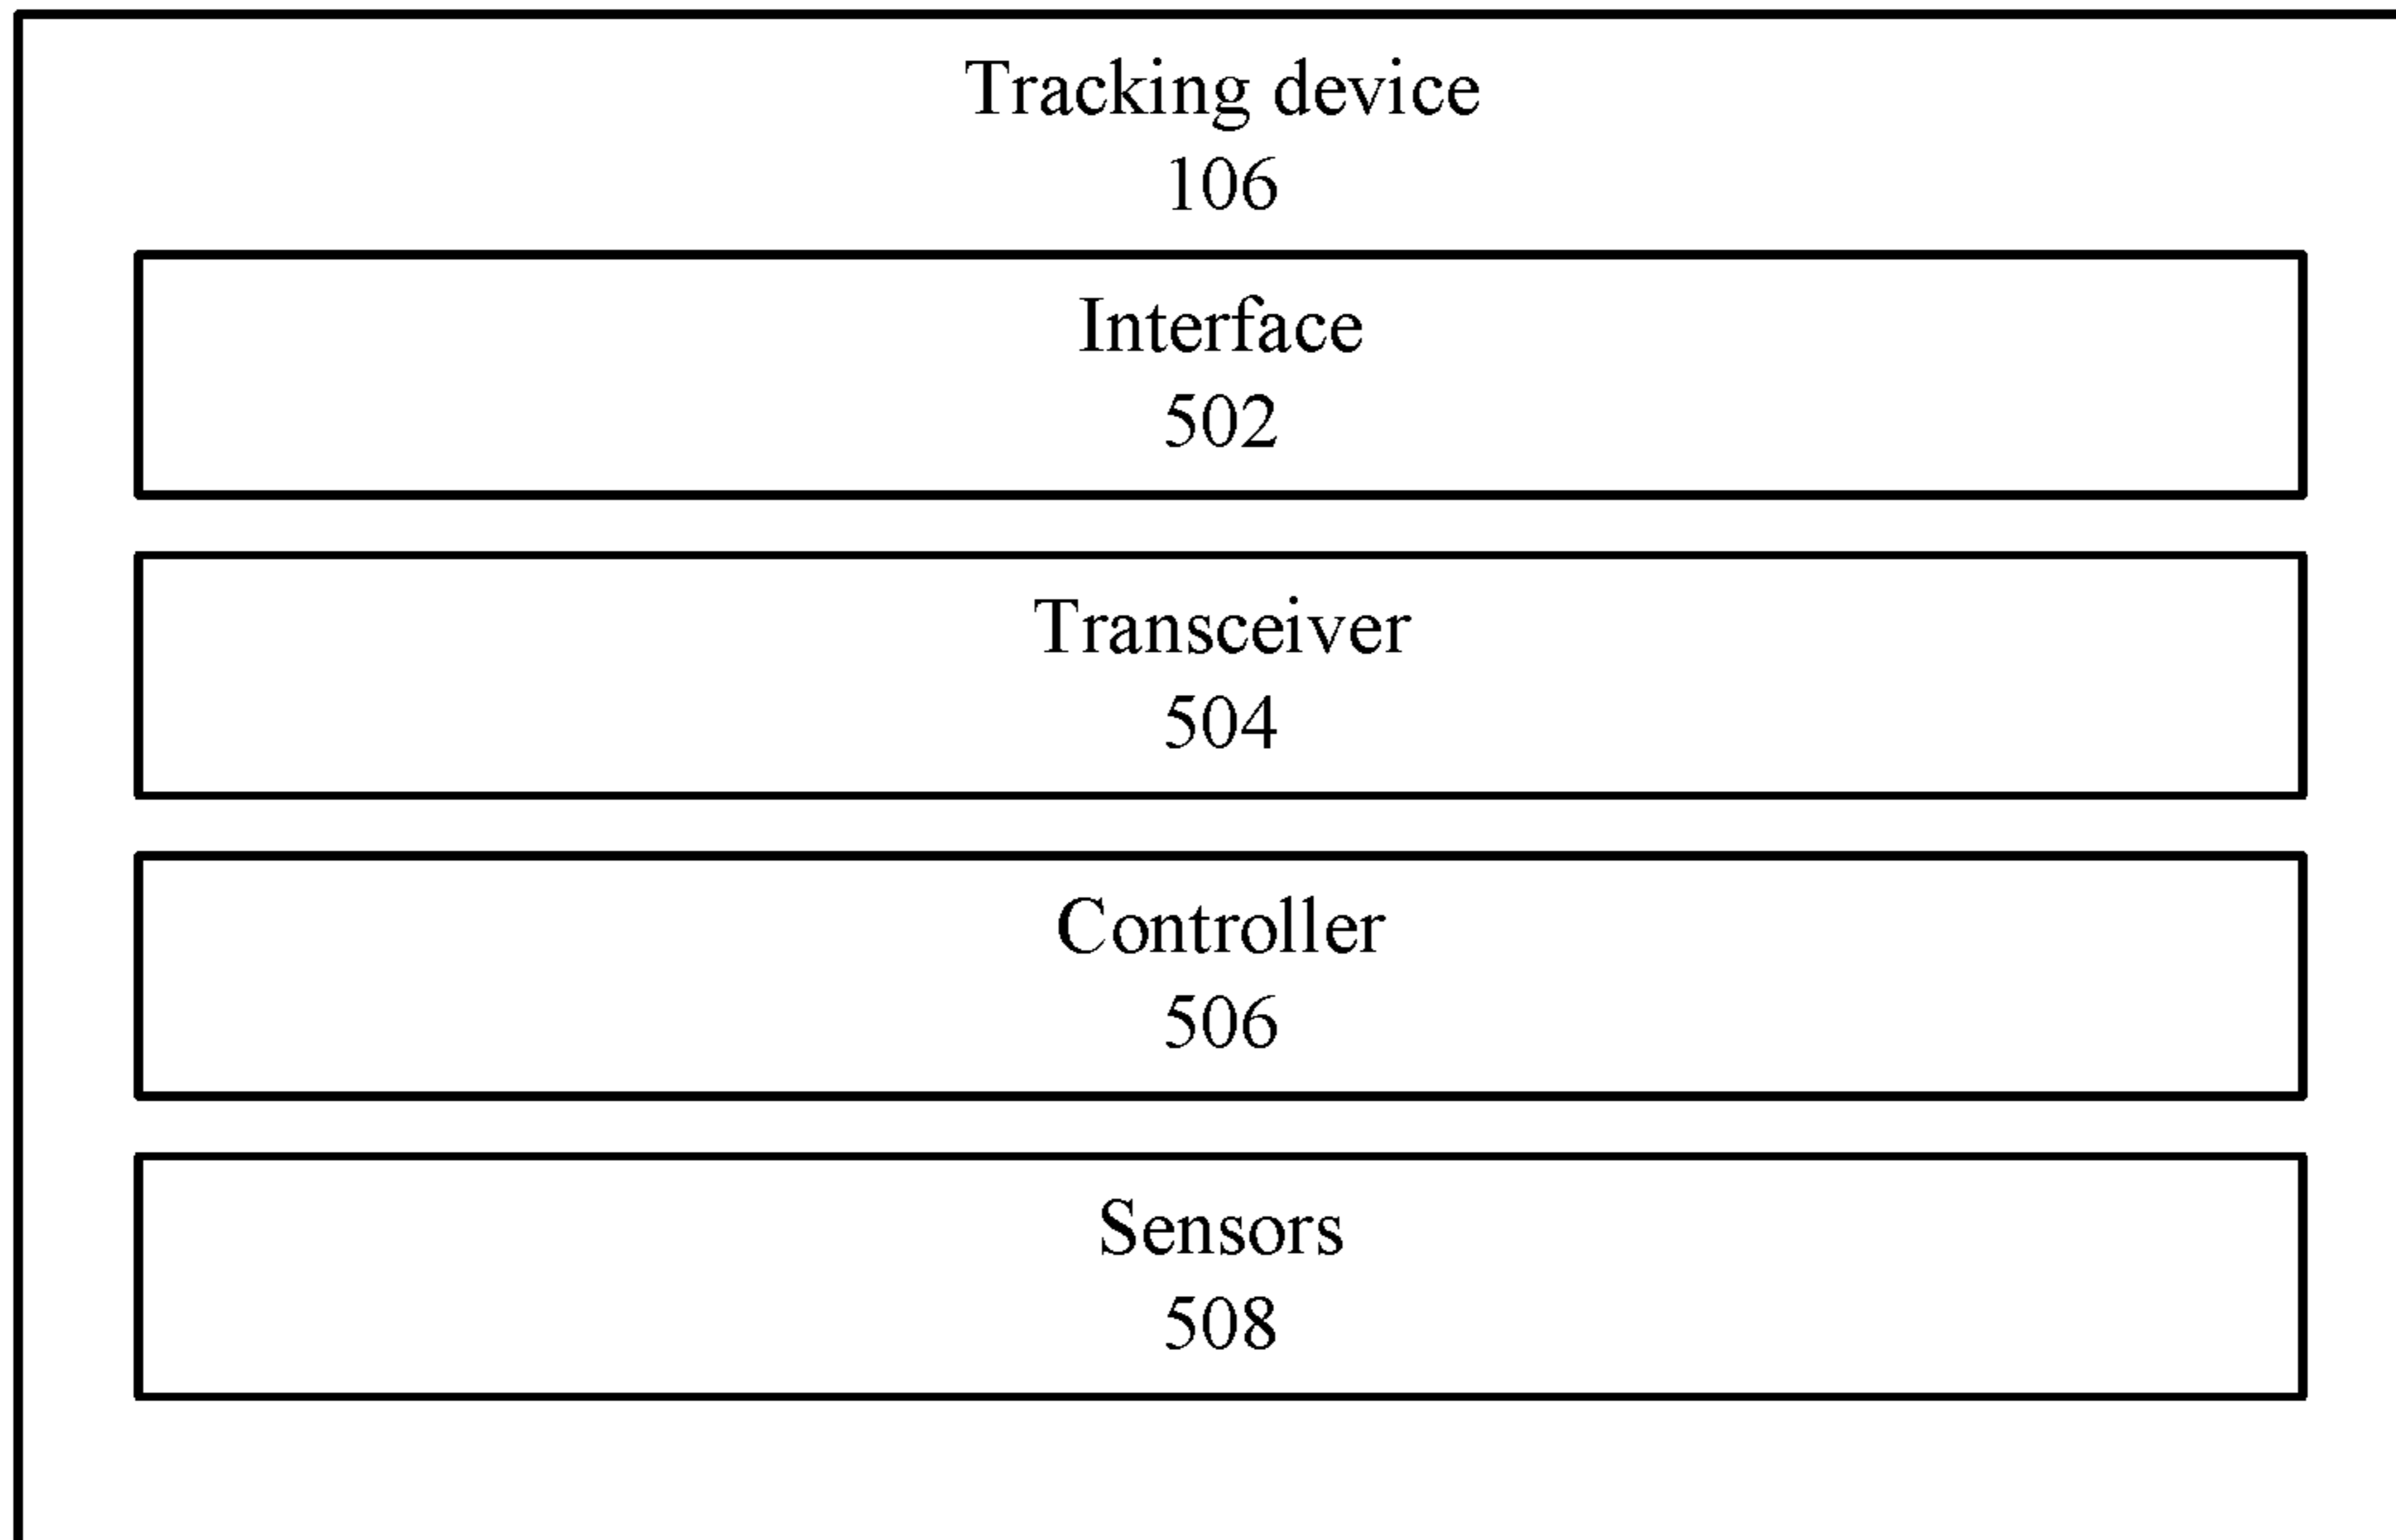 Tracking device
106
Interface
502
Transceiver
504
Controller
506
Sensors
508